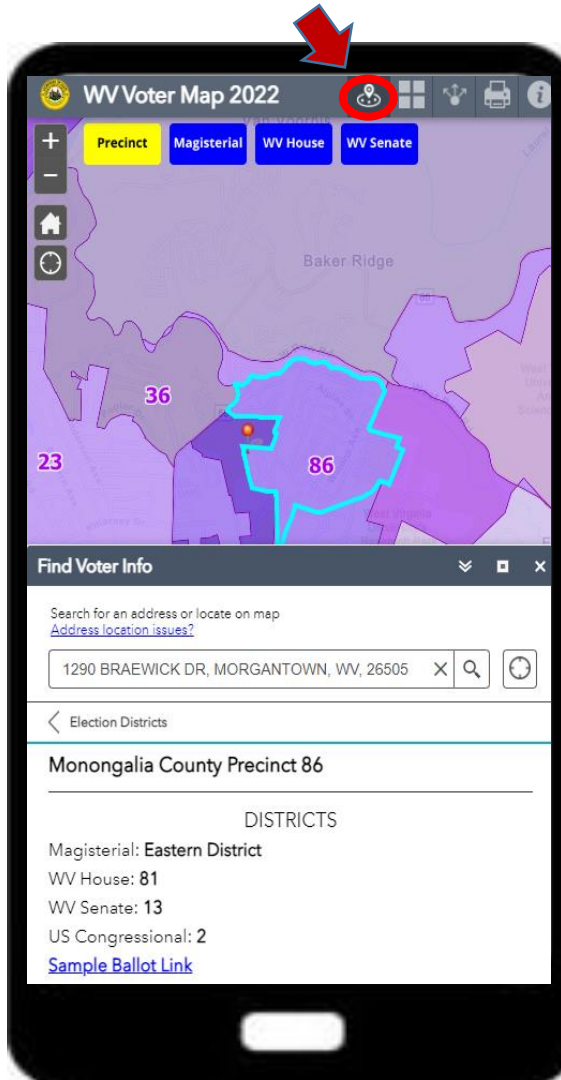 WV Voter Map 2022
Precinct
Magisterial
WV House
WV Senate
Baker Ridge
36
23
86
Find Voter Info
Search for an address or locate on map
Address location issues?
1290 BRAEWICK DR, MORGANTOWN, WV, 26505
Election Districts
Monongalia County Precinct 86
DISTRICTS
Magisterial: Eastern District
WV House: 81
WV Senate: 13
US Congressional: 2
Sample Ballot Link